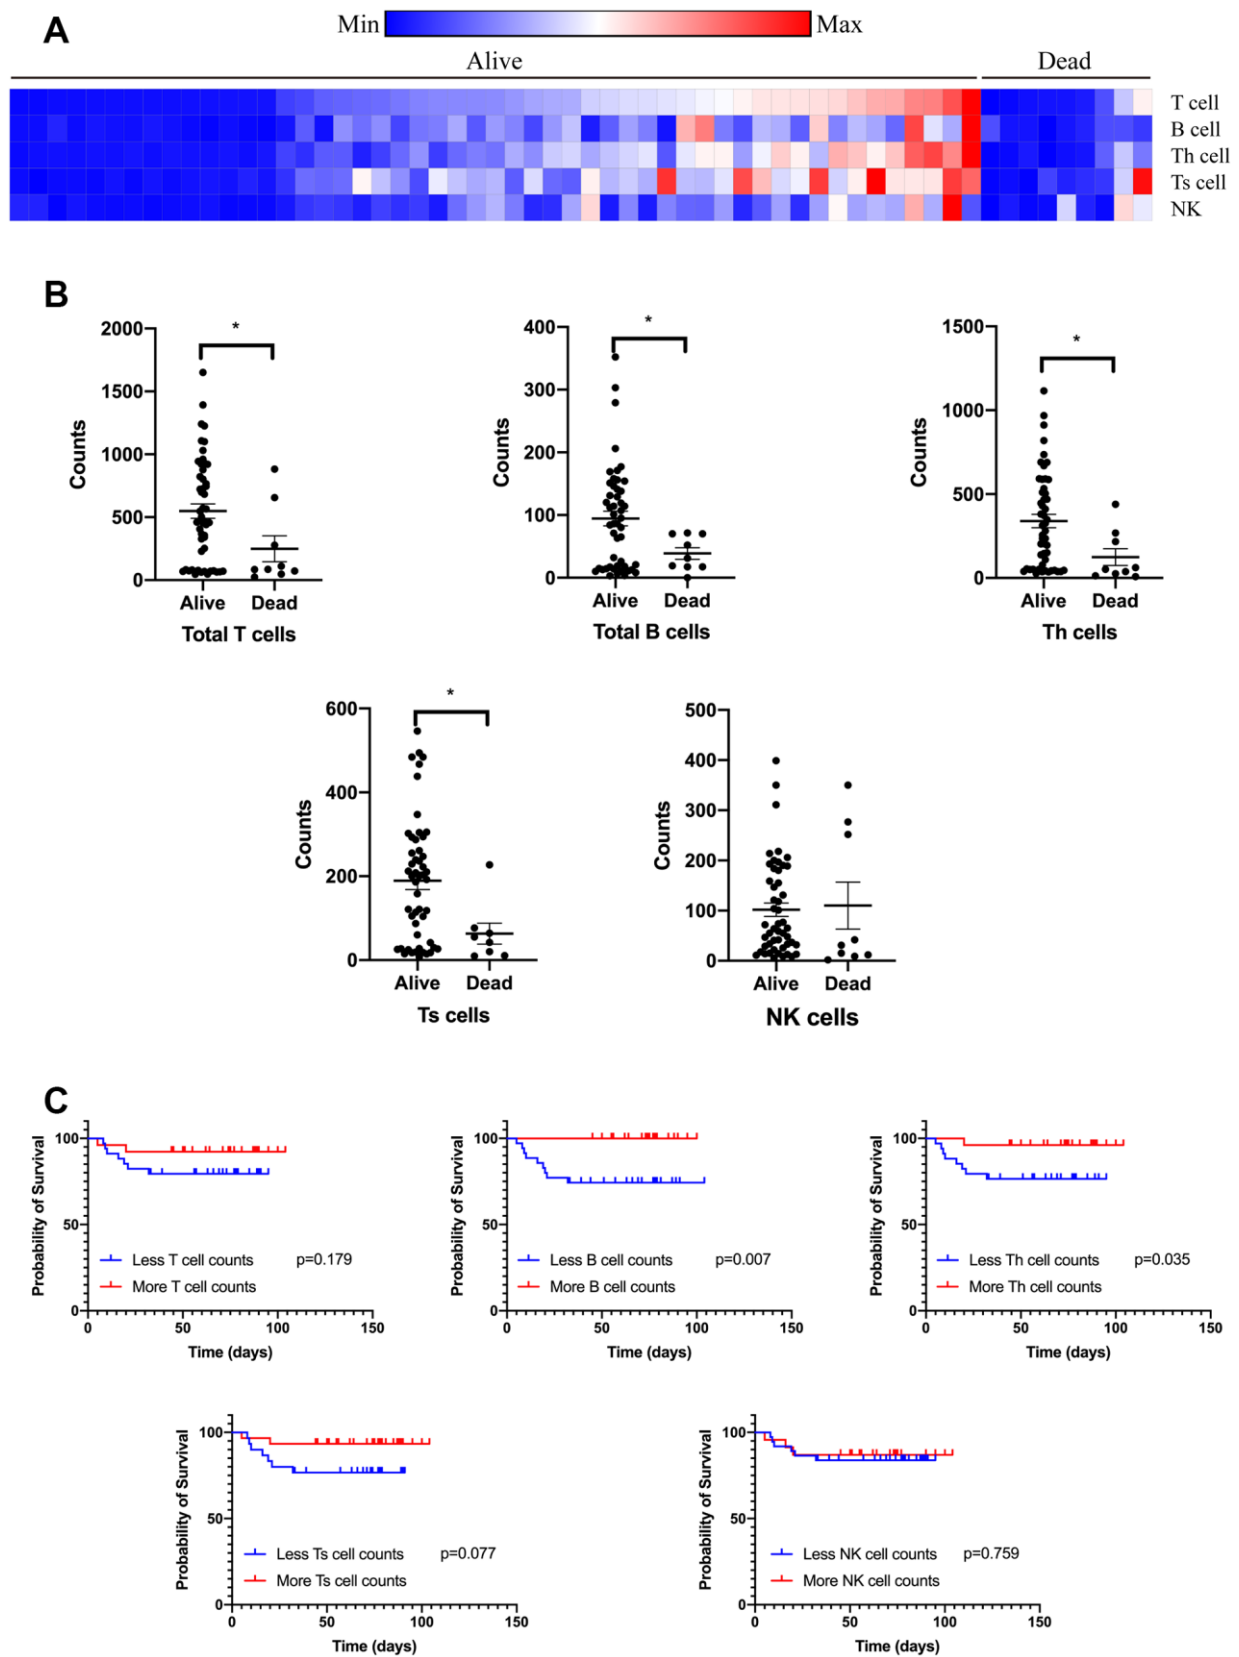 A
Min Max
Alive Dead
T cell
B cell
Th cell
Ts cell
NK
B
2000
1500
1000
500
0
Counts
*
Alive Dead
Total T cells
400
300
200
100
0
Counts
*
Alive Dead
Total B cells
1500
1000
500
0
Counts
*
Alive Dead
Th cells
600
400
200
0
Counts
*
Alive Dead
Ts cells
500
400
300
200
100
0
Counts
Alive Dead
NK cells
C
100
50
0
Probability of Survival
Less T cell counts p=0.179
More T cell counts
0 50 100 150
Time (days)
100
50
0
Probability of Survival
Less B cell counts p=0.007
More B cell counts
0 50 100 150
Time (days)
100
50
0
Probability of Survival
Less Th cell counts p=0.035
More Th cell counts
0 50 100 150
Time (days)
100
50
0
Probability of Survival
Less Ts cell counts p=0.077
More Ts cell counts
0 50 100 150
Time (days)
100
50
0
Probability of Survival
Less NK cell counts p=0.759
More NK cell counts
0 50 100 150
Time (days)